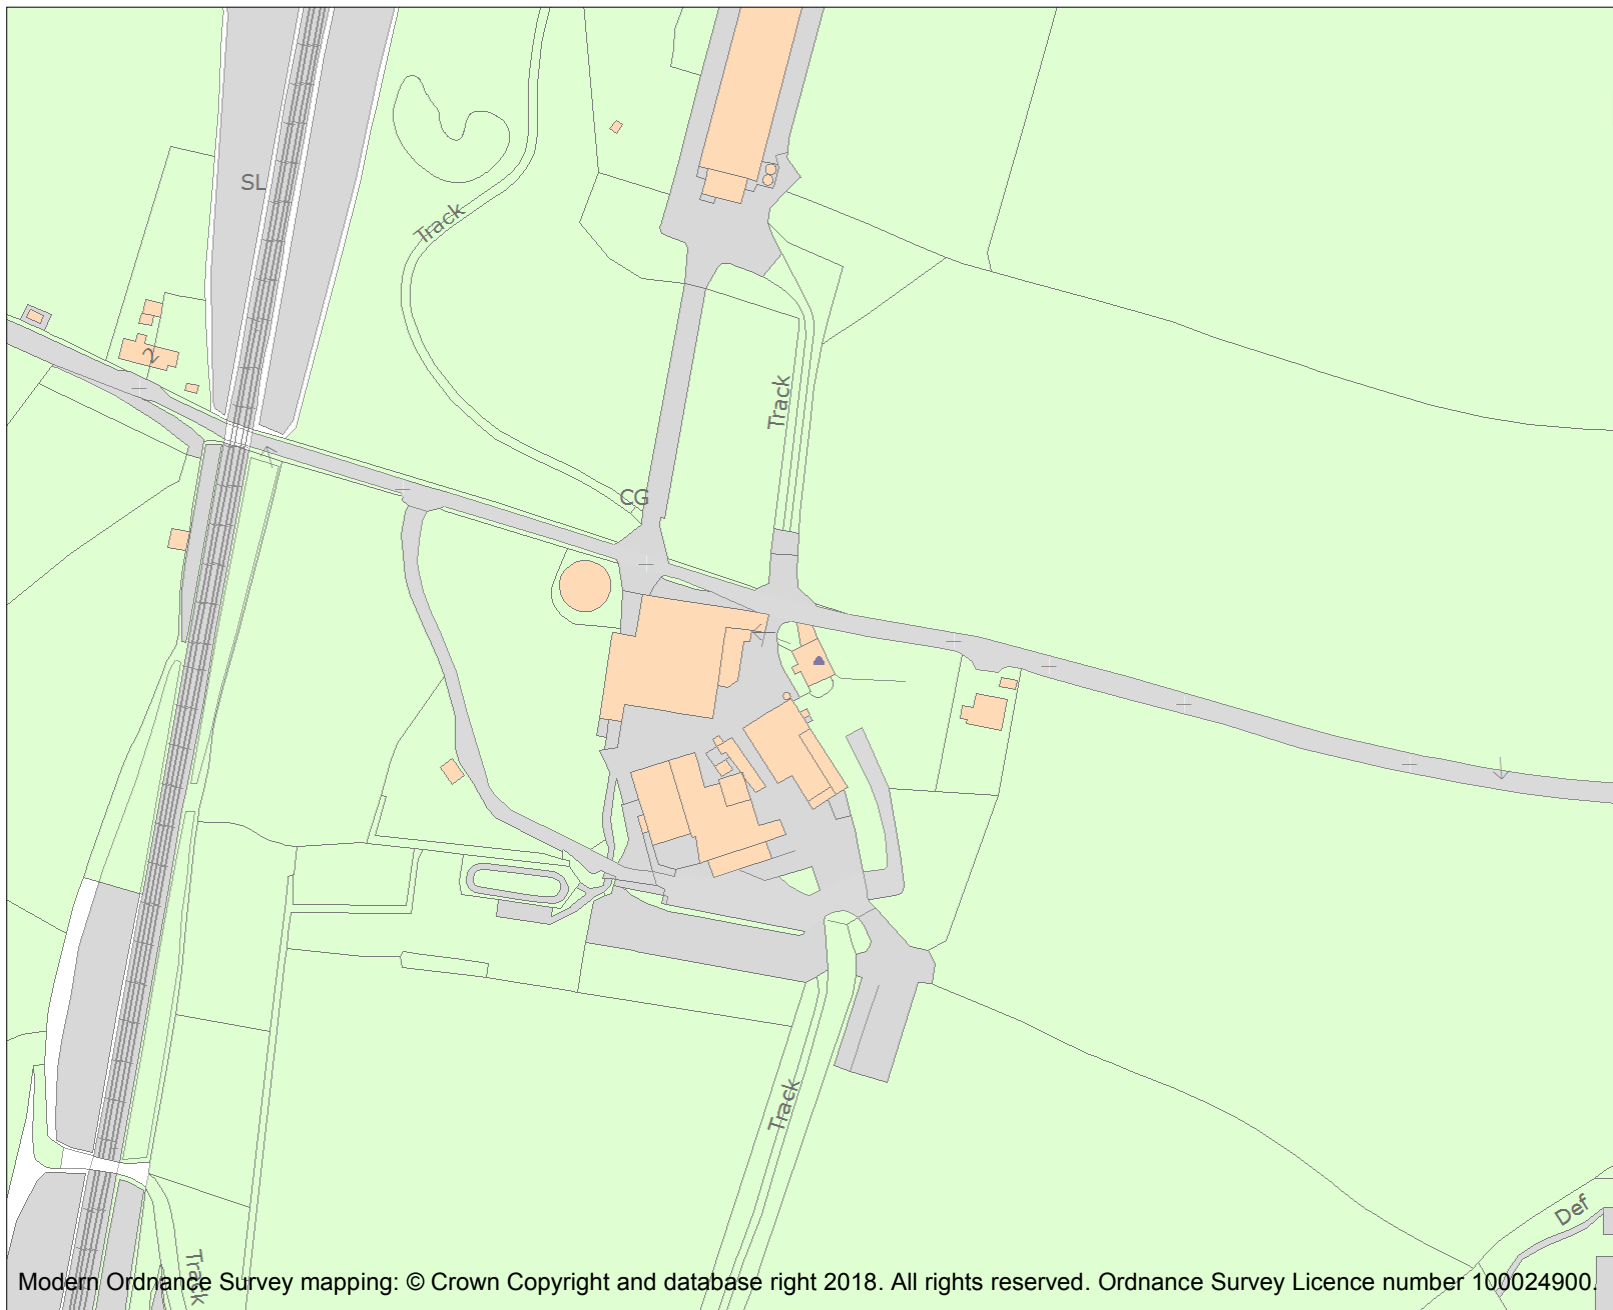 SL
Track
2
Track
CG
Track
Def
Track
Modern Ordnance Survey mapping: © Crown Copyright and database right 2018. All rights reserved. Ordnance Survey Licence number 100024900.